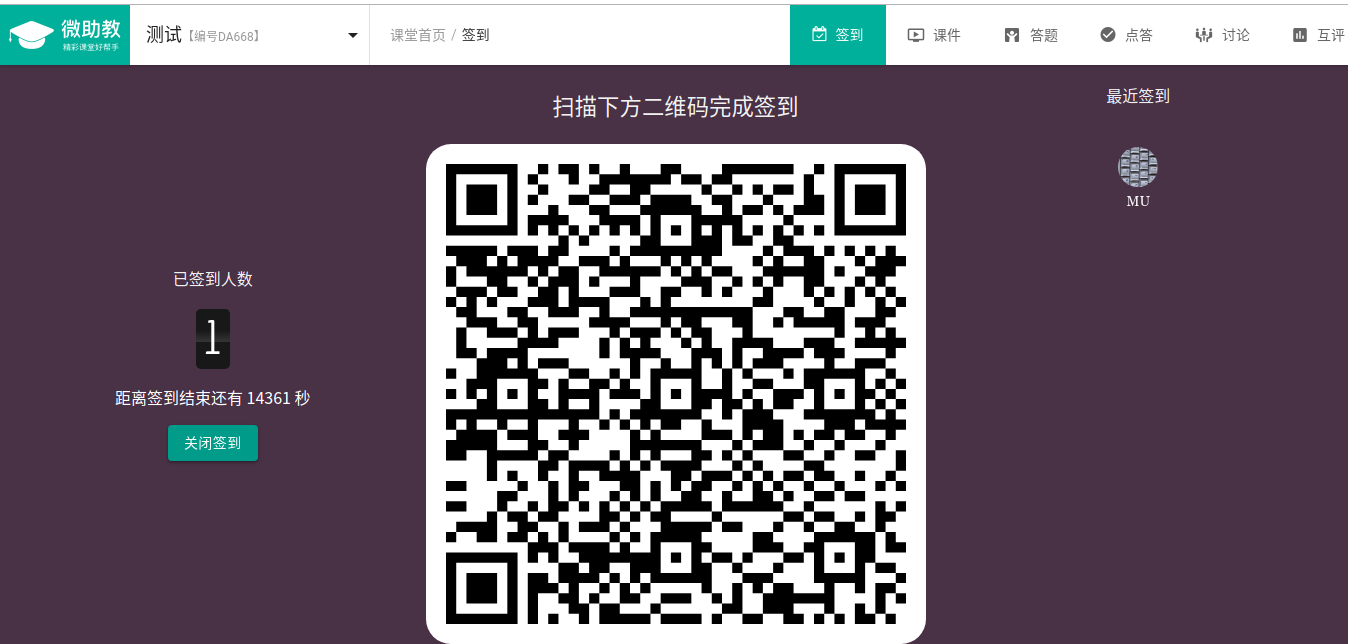 微助教
精彩课堂好帮手
测试【编号DA668】
课堂首页 / 签到
签到
课件
答题
点答
讨论
互评
扫描下方二维码完成签到
最近签到
MU
已签到人数
1
距离签到结束还有 14361 秒
关闭签到